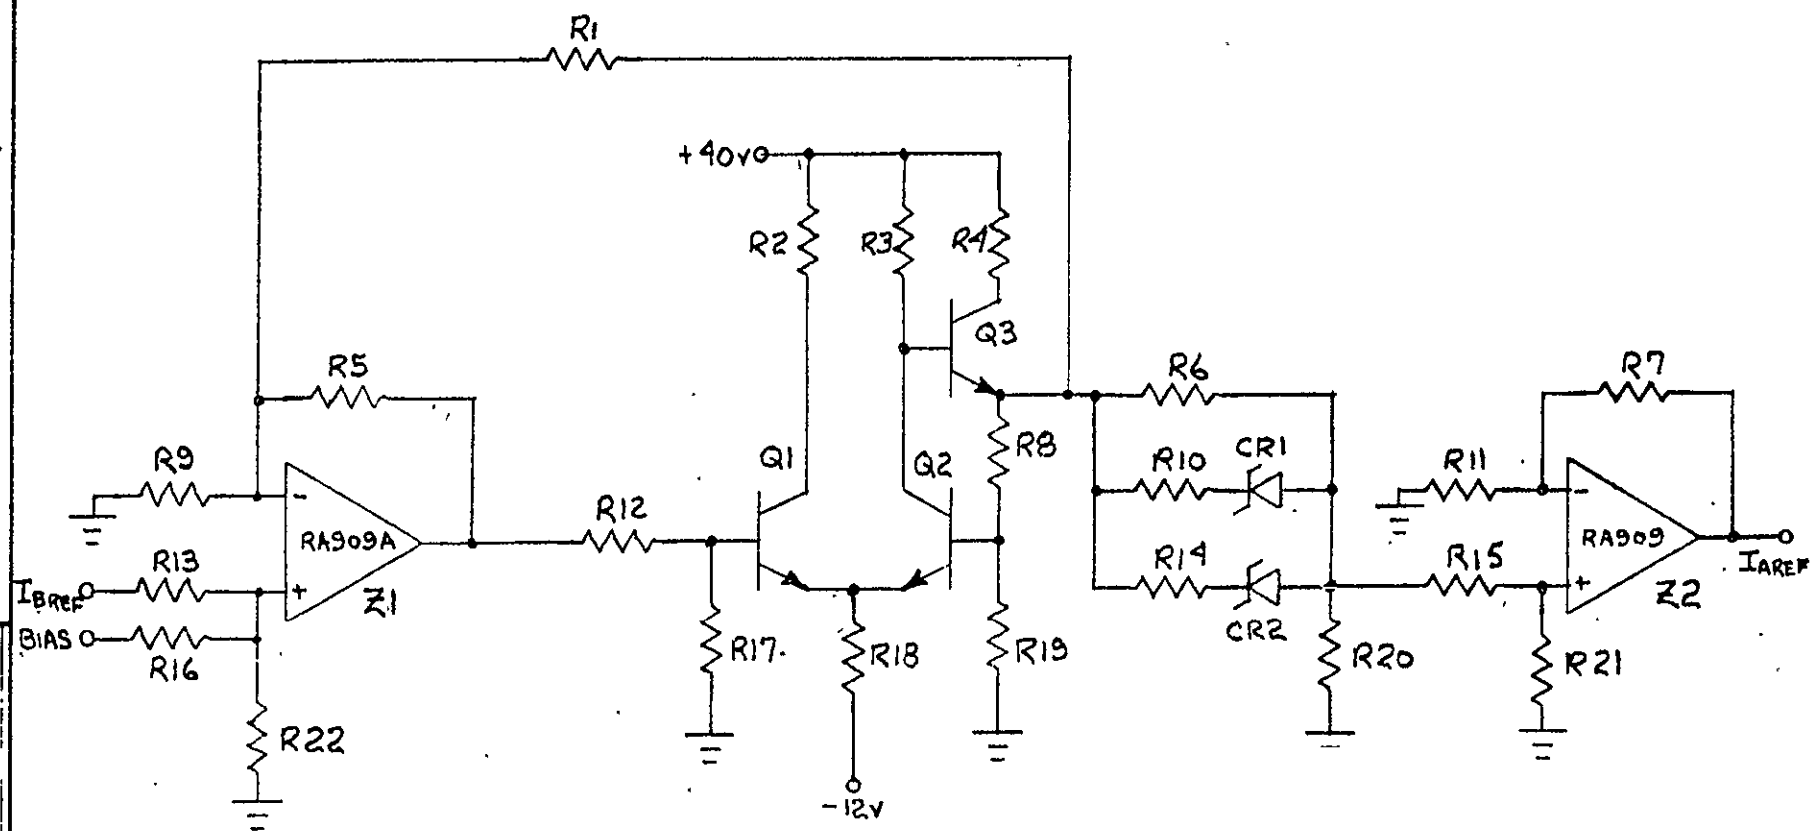 R1
+40V
R2
R3
R4
Q3
R5
R6
R7
R9
Q1
Q2
R8
R10
CR1
R11
-
RA909A
R12
-
RA909
IBREF
R13
+
Z1
R14
CR2
R15
+
Z2
IAREF
BIAS
R16
R17
R18
R19
R20
R21
R22
-12V